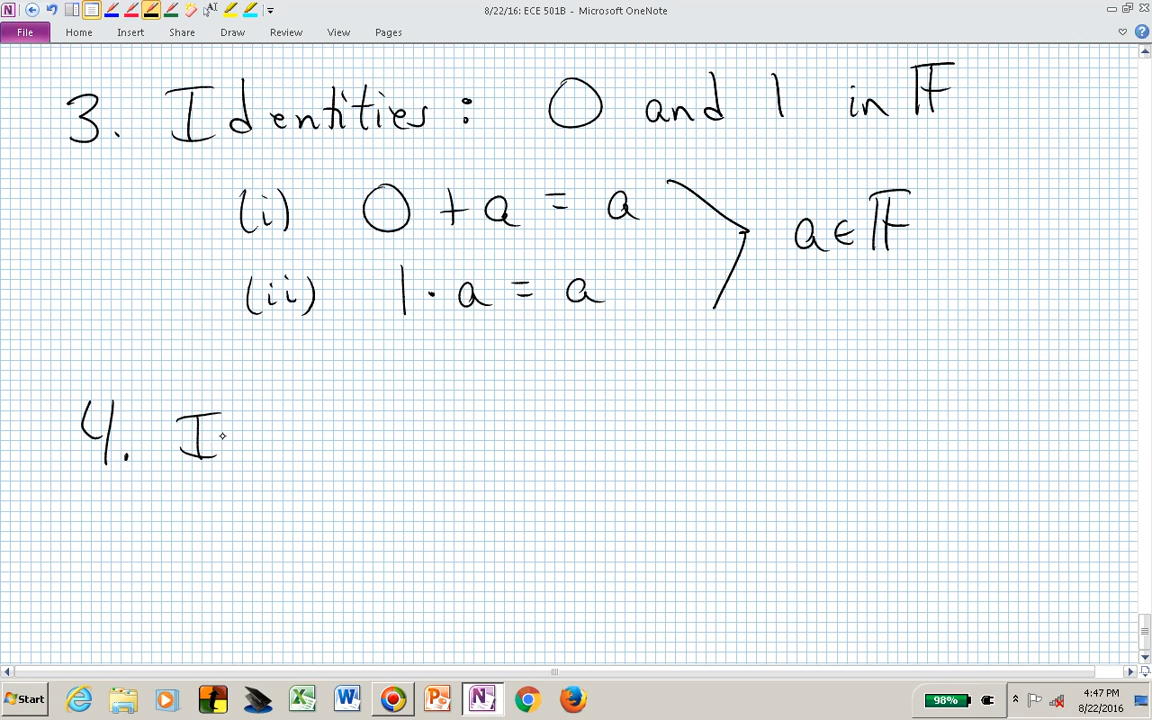 8/22/16: ECE 501B - Microsoft OneNote
File Home Insert Share Draw Review View Pages
3. Identities: 0 and 1 in 𝔽
(i) 0 + a = a
a ∈ 𝔽
(ii) 1 · a = a
4. I
Start
98%
4:47 PM
8/22/2016